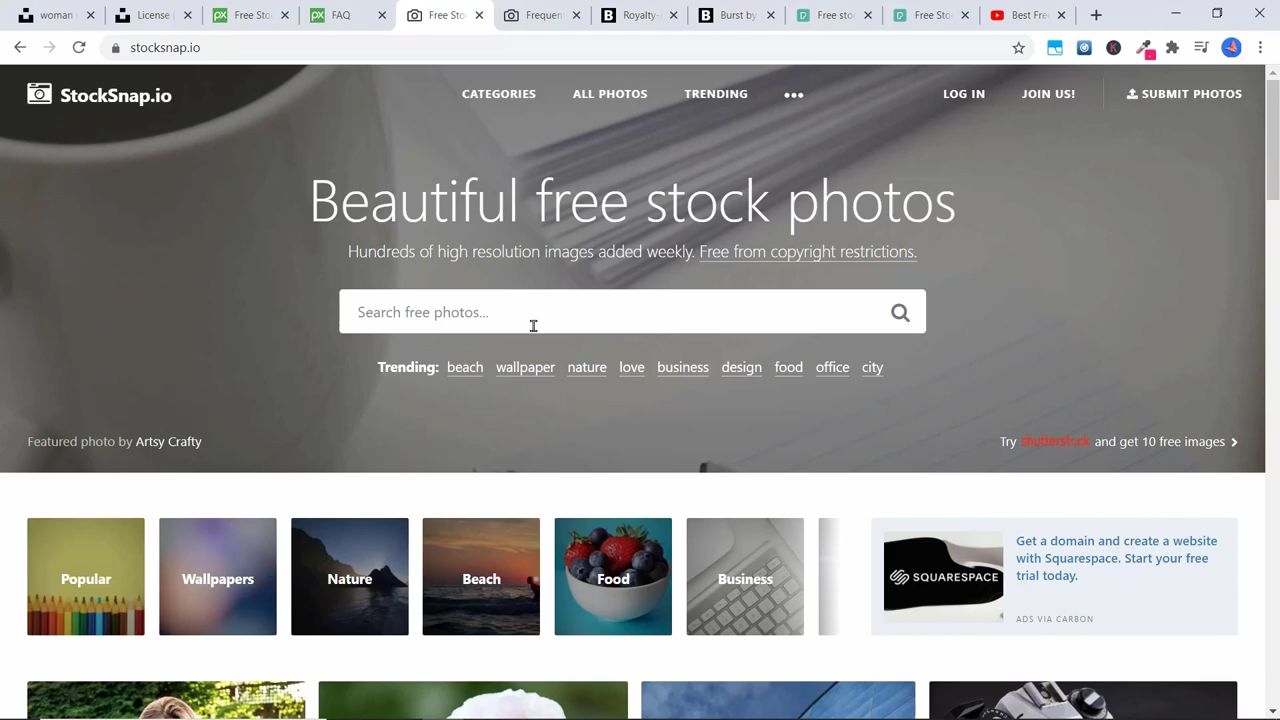 woman
License
Free Sto
FAQ
Free Sto
Frequen
Royalty-
Burst by
Free stoc
Free Sto
Best Fre
stocksnap.io
StockSnap.io
CATEGORIES
ALL PHOTOS
TRENDING
LOG IN
JOIN US!
SUBMIT PHOTOS
Beautiful free stock photos
Hundreds of high resolution images added weekly. Free from copyright restrictions.
Search free photos...
Trending: beach wallpaper nature love business design food office city
Featured photo by Artsy Crafty
Try shutterstock and get 10 free images
Popular
Wallpapers
Nature
Beach
Food
Business
SQUARESPACE
Get a domain and create a website
with Squarespace. Start your free
trial today.
ADS VIA CARBON